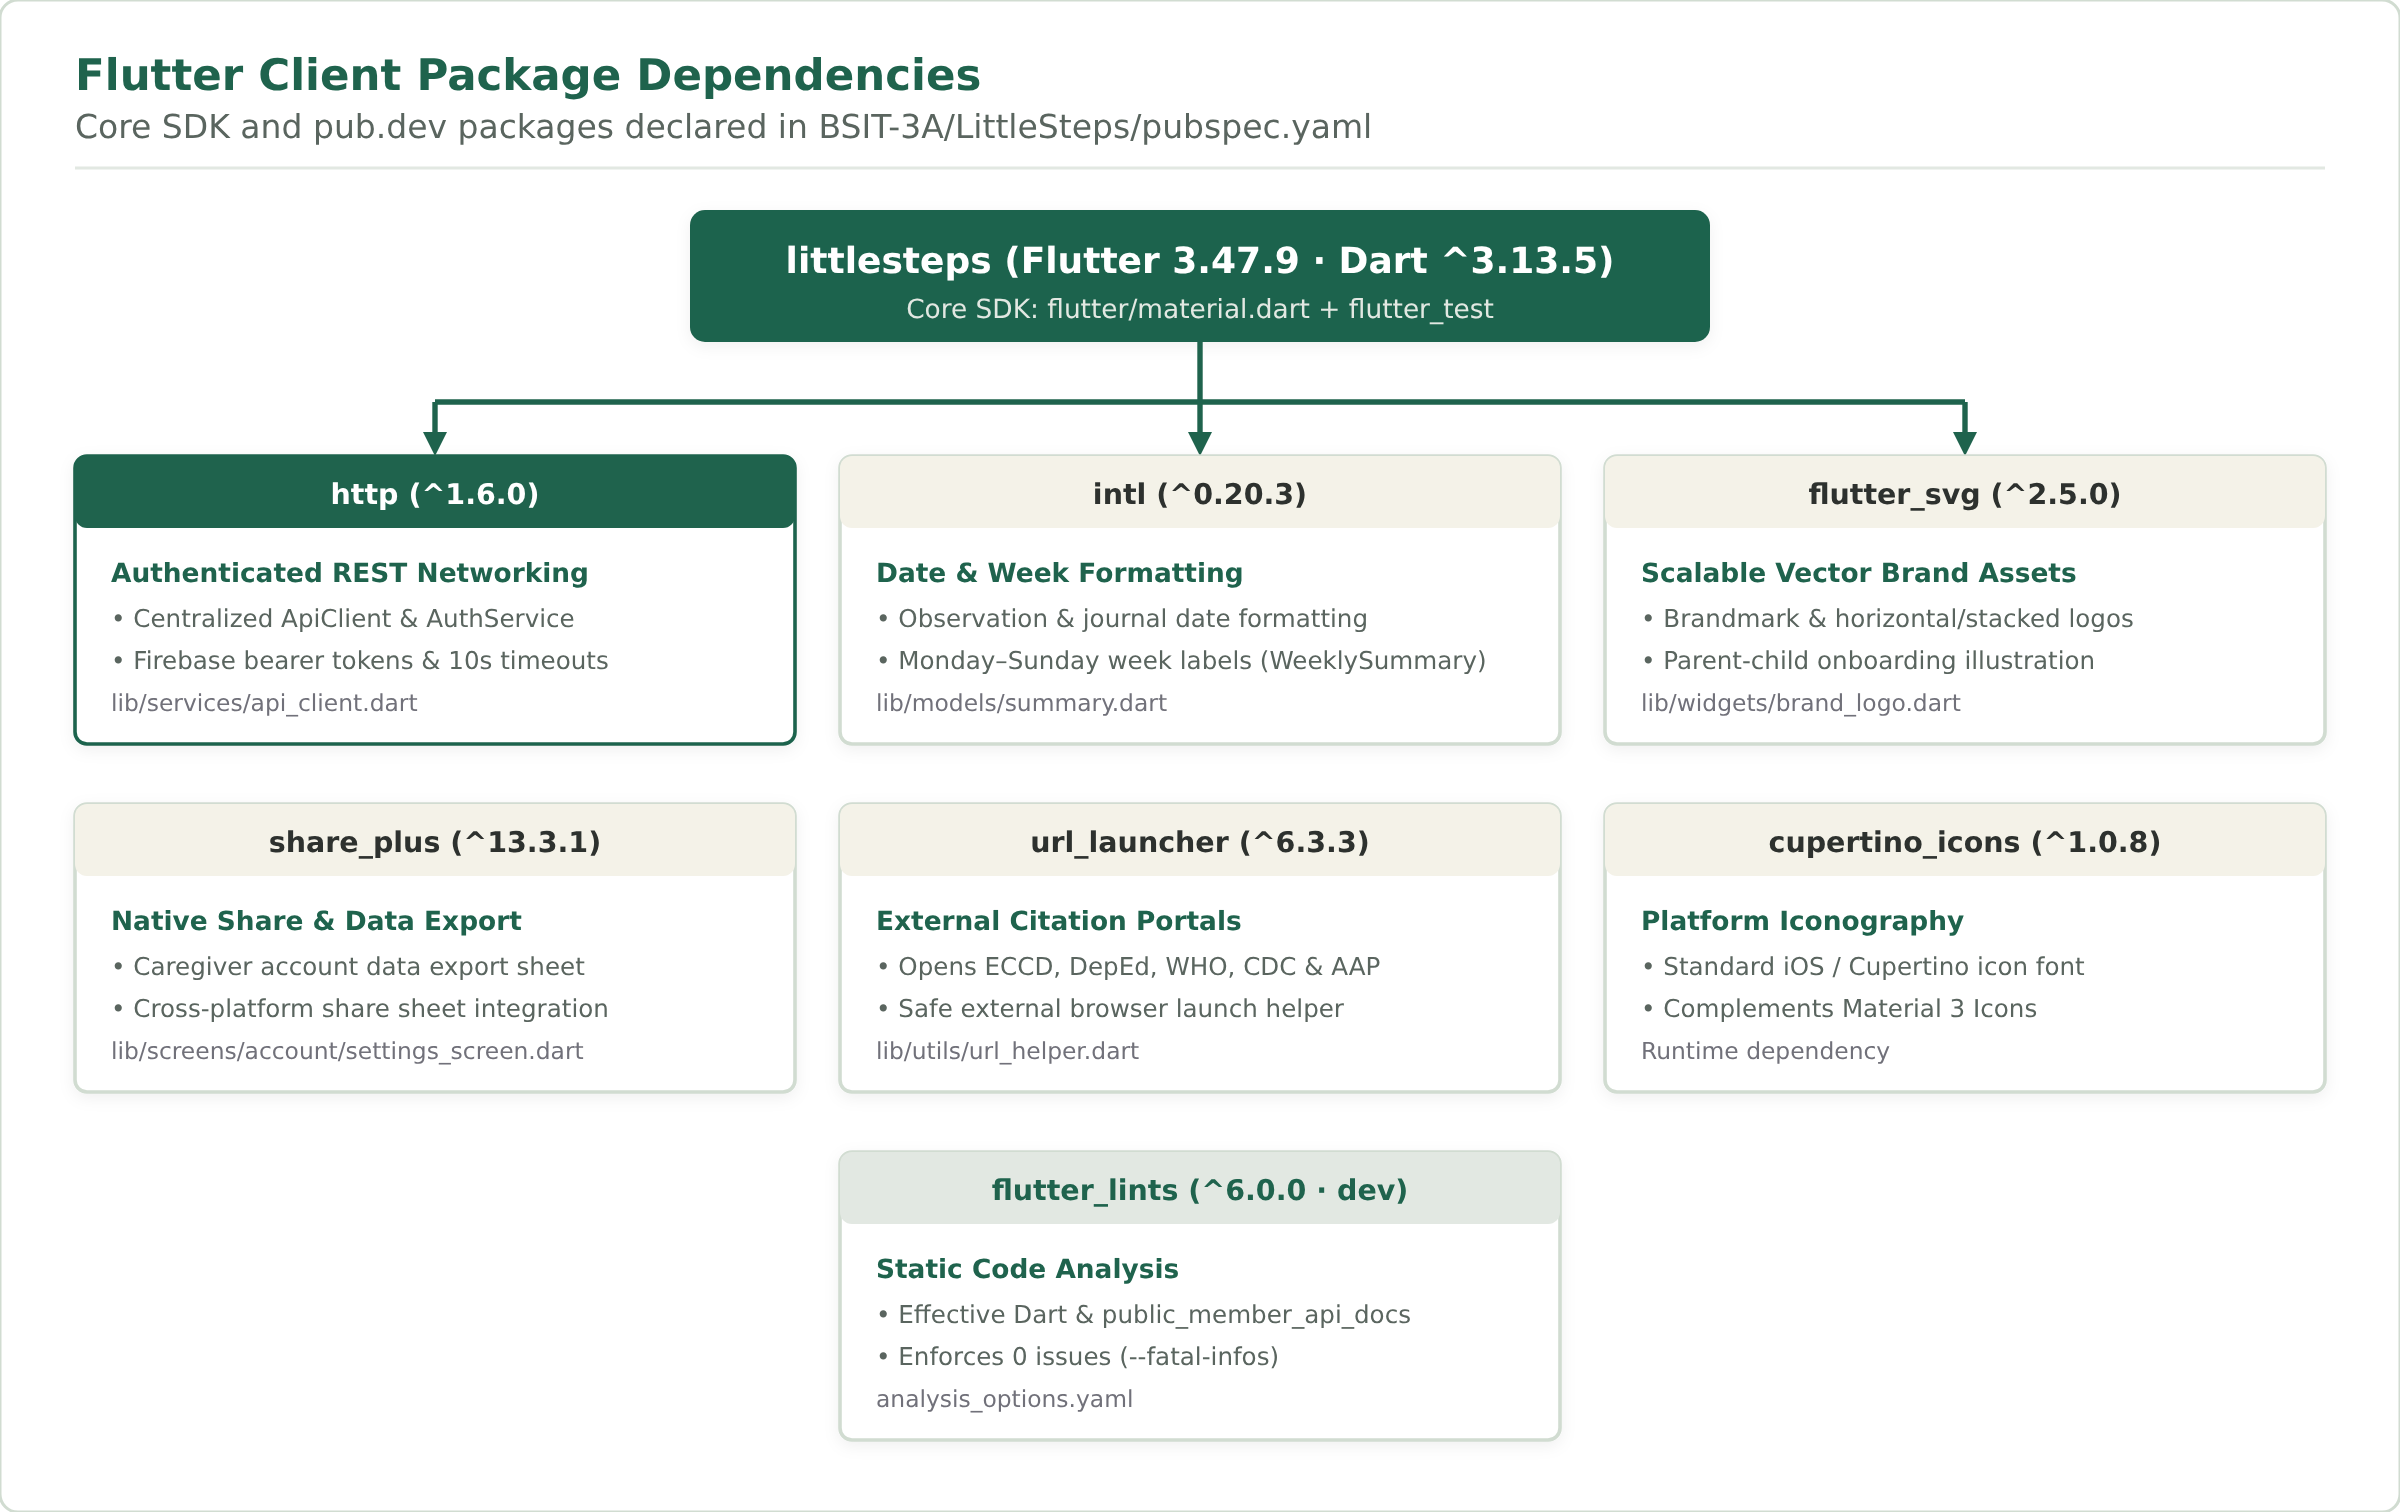 Flutter Client Package Dependencies
Core SDK and pub.dev packages declared in BSIT-3A/LittleSteps/pubspec.yaml
littlesteps (Flutter 3.47.9 · Dart ^3.13.5)
Core SDK: flutter/material.dart + flutter_test
http (^1.6.0)
Authenticated REST Networking
• Centralized ApiClient & AuthService
• Firebase bearer tokens & 10s timeouts
lib/services/api_client.dart
intl (^0.20.3)
Date & Week Formatting
• Observation & journal date formatting
• Monday–Sunday week labels (WeeklySummary)
lib/models/summary.dart
flutter_svg (^2.5.0)
Scalable Vector Brand Assets
• Brandmark & horizontal/stacked logos
• Parent-child onboarding illustration
lib/widgets/brand_logo.dart
share_plus (^13.3.1)
Native Share & Data Export
• Caregiver account data export sheet
• Cross-platform share sheet integration
lib/screens/account/settings_screen.dart
url_launcher (^6.3.3)
External Citation Portals
• Opens ECCD, DepEd, WHO, CDC & AAP
• Safe external browser launch helper
lib/utils/url_helper.dart
cupertino_icons (^1.0.8)
Platform Iconography
• Standard iOS / Cupertino icon font
• Complements Material 3 Icons
Runtime dependency
flutter_lints (^6.0.0 · dev)
Static Code Analysis
• Effective Dart & public_member_api_docs
• Enforces 0 issues (--fatal-infos)
analysis_options.yaml